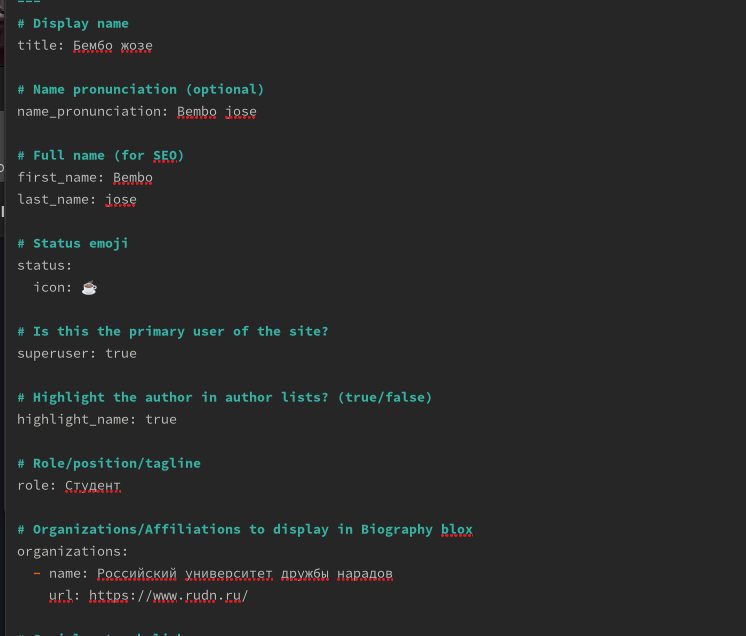 # Display name
title: Бембо жозе
# Name pronunciation (optional)
name_pronunciation: Bembo jose
# Full name (for SEO)
first_name: Bembo
last_name: jose
# Status emoji
status:
icon: ☕
# Is this the primary user of the site?
superuser: true
# Highlight the author in author lists? (true/false)
highlight_name: true
# Role/position/tagline
role: Студент
# Organizations/Affiliations to display in Biography blox
organizations:
- name: Российский университет дружбы нарадов
url: https://www.rudn.ru/